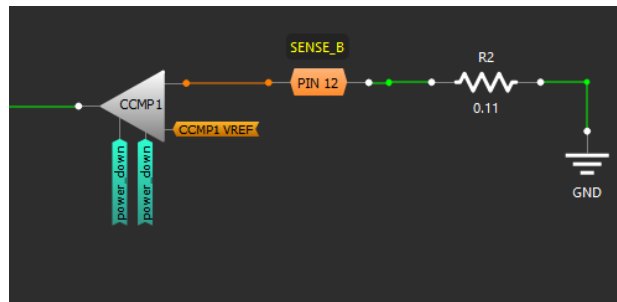 SENSE_B
R2
CCMP1
PIN 12
0.11
CCMP1 VREF
power_down
power_down
GND